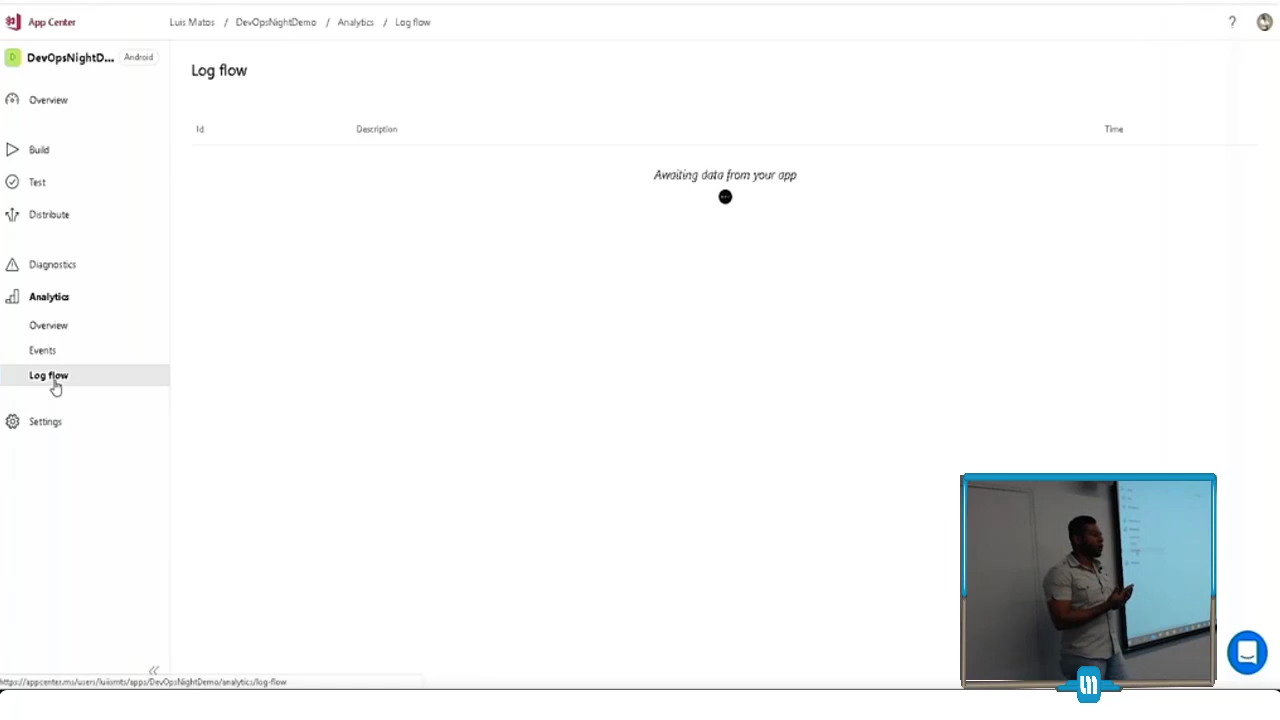 App Center
Luis Matos / DevOpsNightDemo / Analytics / Log flow
?
D DevOpsNightD... Android
Log flow
Overview
Id Description Time
Build
Awaiting data from your app
Test
Distribute
Diagnostics
Analytics
Overview
Events
Log flow
Settings
https://appcenter.ms/users/luiismts/apps/DevOpsNightDemo/analytics/log-flow